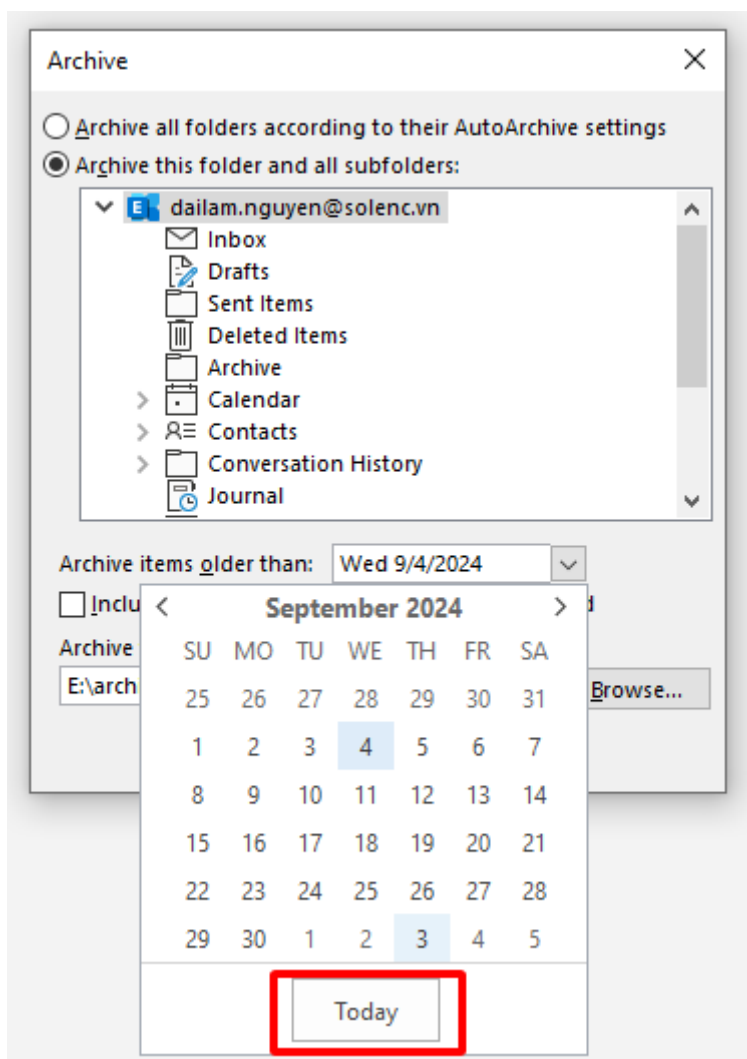 Archive
Archive all folders according to their AutoArchive settings
Archive this folder and all subfolders:
dailam.nguyen@solenc.vn
Inbox
Drafts
Sent Items
Deleted Items
Archive
Calendar
Contacts
Conversation History
Journal
Archive items older than: Wed 9/4/2024
September 2024
SU MO TU WE TH FR SA
Archive
25 26 27 28 29 30 31
E:\arch
Browse...
1 2 3 4 5 6 7
8 9 10 11 12 13 14
15 16 17 18 19 20 21
22 23 24 25 26 27 28
29 30 1 2 3 4 5
Today